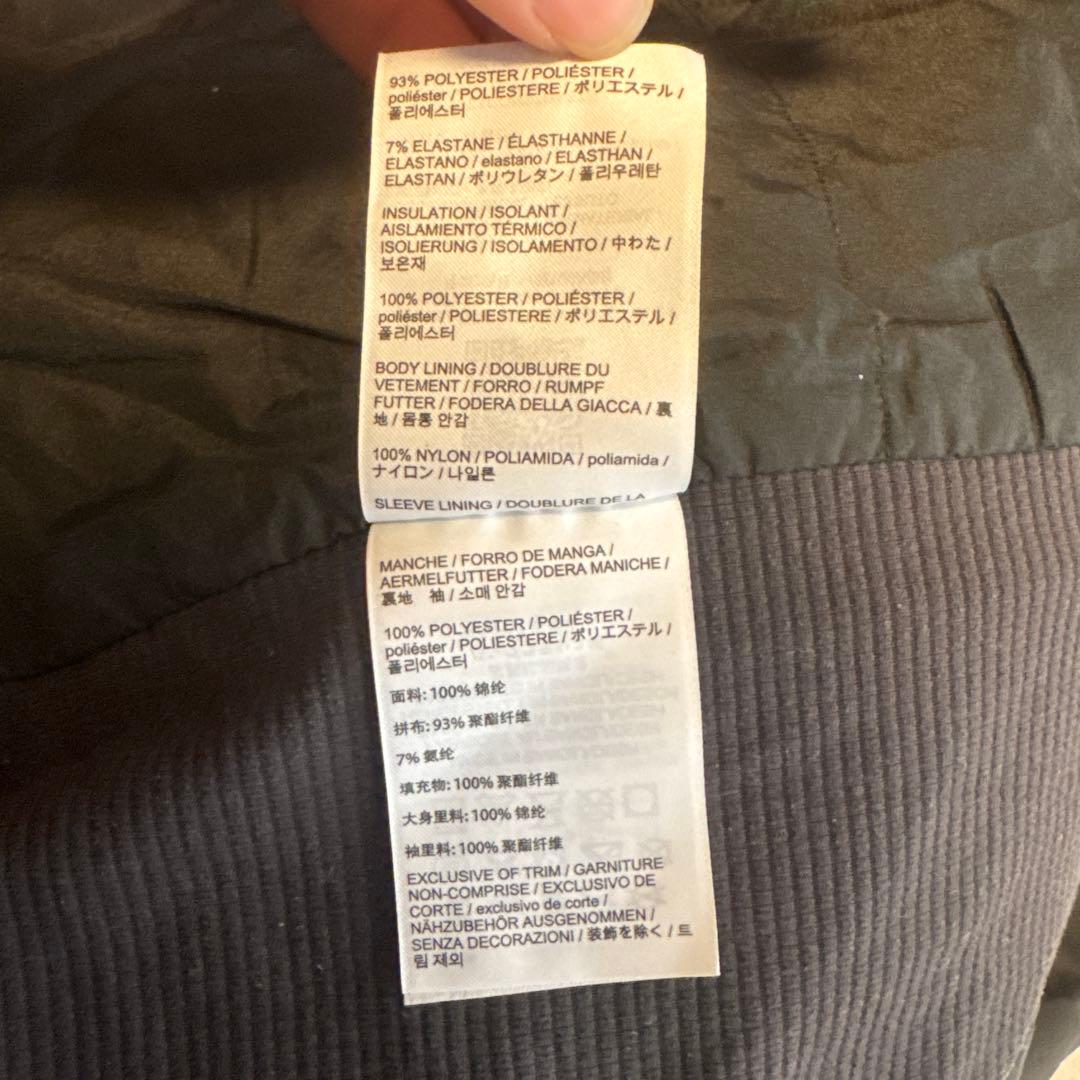 93% POLYESTER / POLIÉSTER /
poliéster / POLIESTERE / ポリエステル /
폴리에스터
7% ELASTANE / ÉLASTHANNE /
ELASTANO / elastano / ELASTHAN /
ELASTAN / ポリウレタン / 폴리우레탄
INSULATION / ISOLANT /
AISLAMIENTO TÉRMICO /
ISOLIERUNG / ISOLAMENTO / 中わた /
보온재
100% POLYESTER / POLIÉSTER /
poliéster / POLIESTERE / ポリエステル /
폴리에스터
BODY LINING / DOUBLURE DU
VETEMENT / FORRO / RUMPF
FUTTER / FODERA DELLA GIACCA / 裏
地 / 몸통 안감
100% NYLON / POLIAMIDA / poliamida /
ナイロン / 나일론
SLEEVE LINING / DOUBLURE DE LA
MANCHE / FORRO DE MANGA /
AERMELFUTTER / FODERA MANICHE /
裏地 袖 / 소매 안감
100% POLYESTER / POLIÉSTER /
poliéster / POLIESTERE / ポリエステル /
폴리에스터
面料: 100% 锦纶
拼布: 93% 聚酯纤维
7% 氨纶
填充物: 100% 聚酯纤维
大身里料: 100% 锦纶
袖里料: 100% 聚酯纤维
EXCLUSIVE OF TRIM / GARNITURE
NON-COMPRISE / EXCLUSIVO DE
CORTE / exclusivo de corte /
NÄHZUBEHÖR AUSGENOMMEN /
SENZA DECORAZIONI / 装飾を除く / 트
림 제외